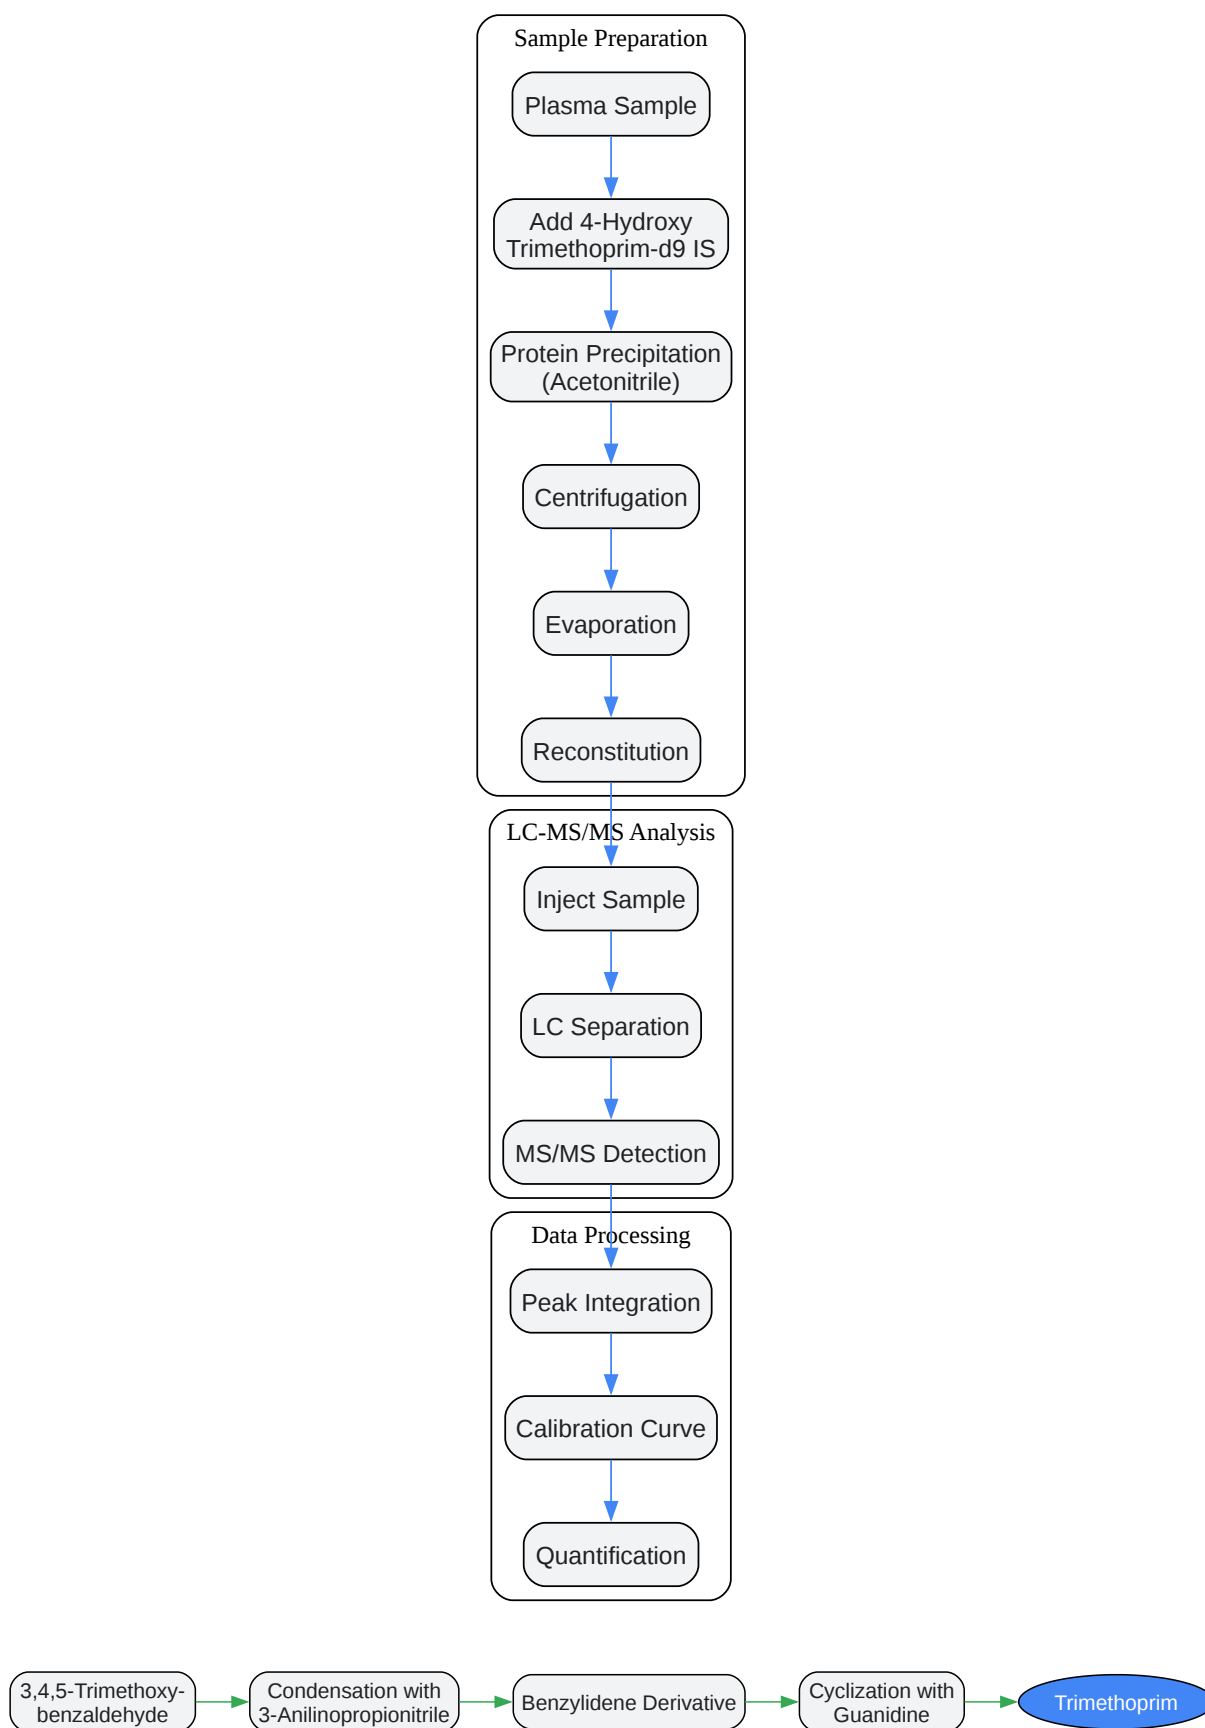 Sample Preparation
Plasma Sample
Add 4-Hydroxy
Trimethoprim-d9 IS
Protein Precipitation
(Acetonitrile)
Centrifugation
Evaporation
Reconstitution
LC-MS/MS Analysis
Inject Sample
LC Separation
MS/MS Detection
Data Processing
Peak Integration
Calibration Curve
Quantification
3,4,5-Trimethoxy-
benzaldehyde
Condensation with
3-Anilinopropionitrile
Benzylidene Derivative
Cyclization with
Guanidine
Trimethoprim